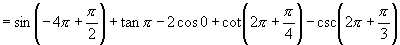 = sin(−4π + π/2) + tan π − 2 cos 0 + cot(2π + π/4) − csc(2π + π/3)